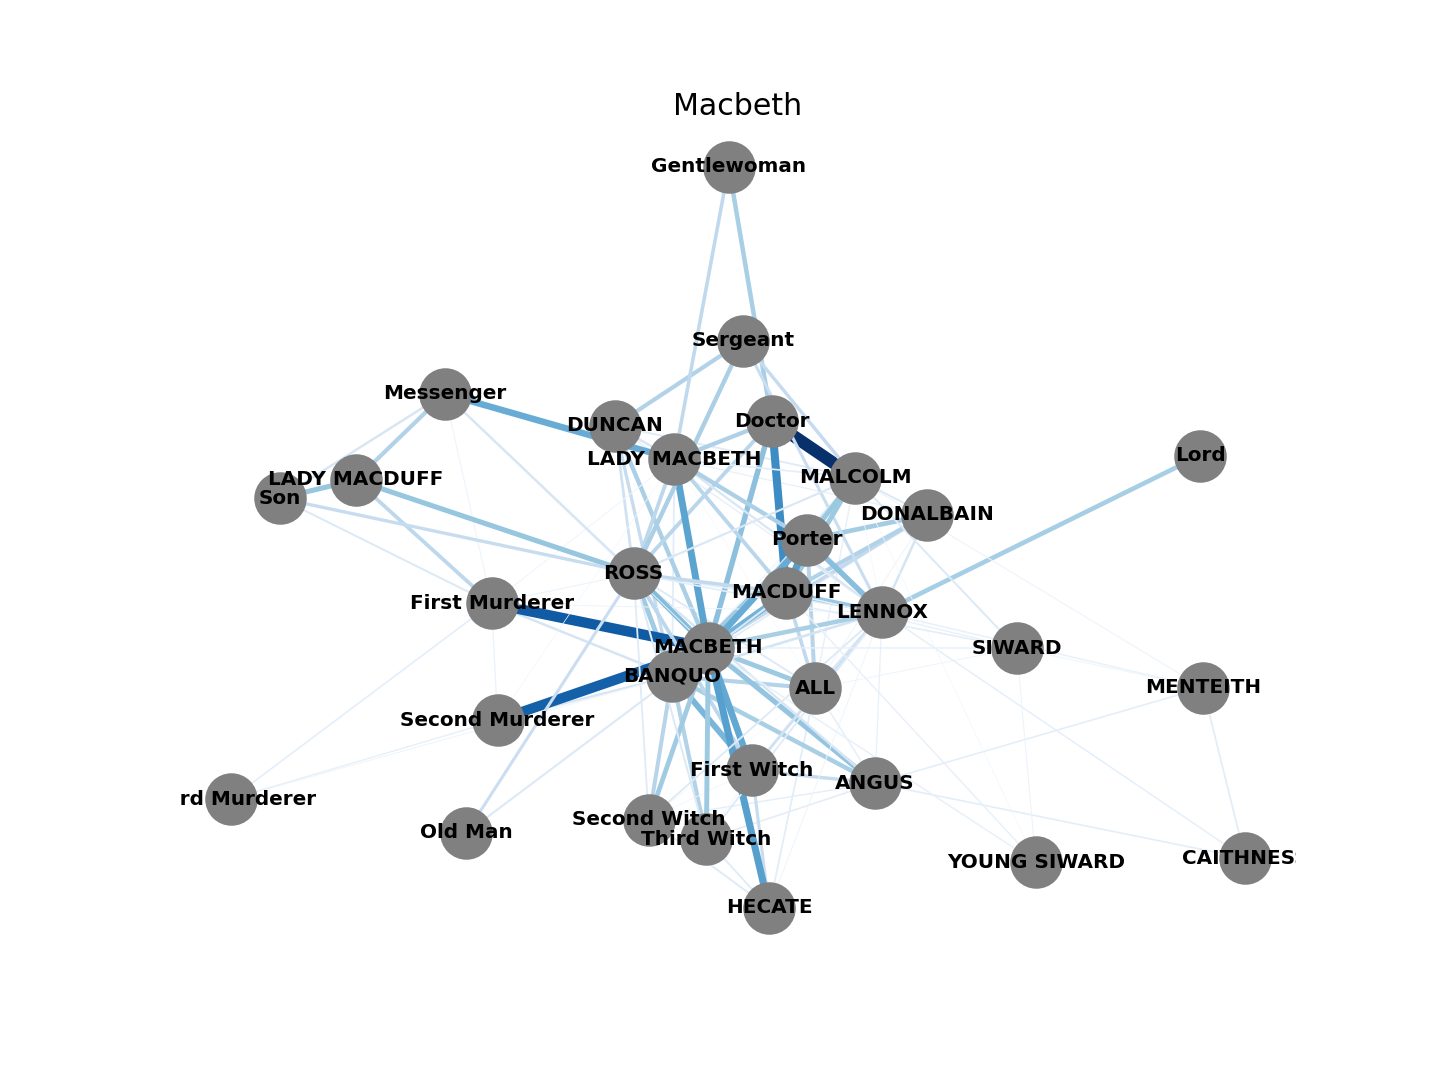 Macbeth
Gentlewoman
Sergeant
Messenger
DUNCAN
Doctor
LADY MACBETH
Lord
LADY MACDUFF
MALCOLM
Son
DONALBAIN
Porter
ROSS
MACDUFF
First Murderer
LENNOX
MACBETH
SIWARD
BANQUO
ALL
MENTEITH
Second Murderer
First Witch
ANGUS
rd Murderer
Second Witch
Old Man
Third Witch
YOUNG SIWARD
CAITHNES
HECATE